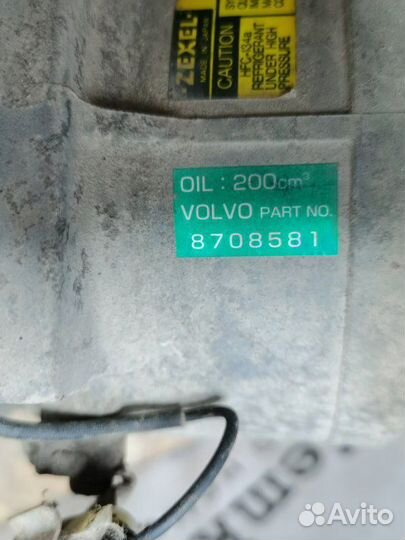 ZEXEL
MADE IN JAPAN
CAUTION
HFC-134a
REFRIGERANT
UNDER HIGH
PRESSURE
OIL : 200cm³
VOLVO PART NO.
8708581
Avito